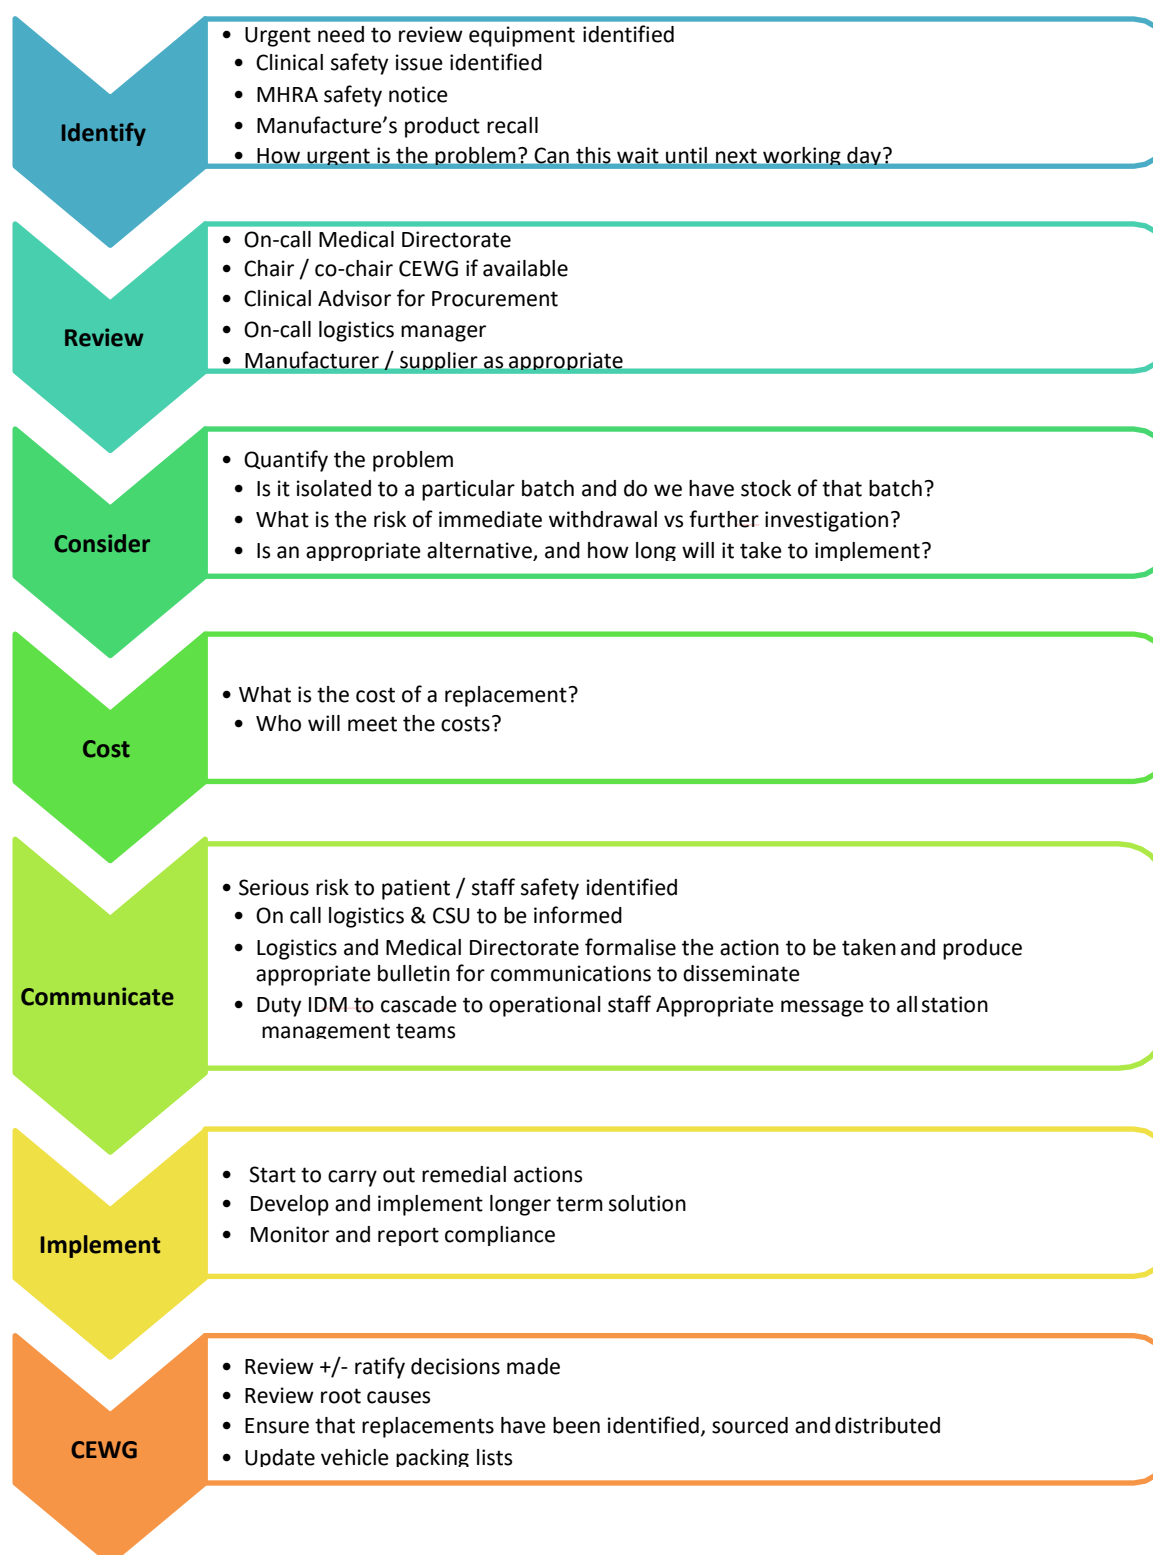 Identify
• Urgent need to review equipment identified
• Clinical safety issue identified
• MHRA safety notice
• Manufacture's product recall
• How urgent is the problem? Can this wait until next working day?
Review
• On-call Medical Directorate
• Chair / co-chair CEWG if available
• Clinical Advisor for Procurement
• On-call logistics manager
• Manufacturer / supplier as appropriate
Consider
• Quantify the problem
• Is it isolated to a particular batch and do we have stock of that batch?
• What is the risk of immediate withdrawal vs further investigation?
• Is an appropriate alternative, and how long will it take to implement?
Cost
• What is the cost of a replacement?
• Who will meet the costs?
Communicate
• Serious risk to patient / staff safety identified
• On call logistics & CSU to be informed
• Logistics and Medical Directorate formalise the action to be taken and produce
appropriate bulletin for communications to disseminate
• Duty IDM to cascade to operational staff Appropriate message to all station
management teams
Implement
• Start to carry out remedial actions
• Develop and implement longer term solution
• Monitor and report compliance
CEWG
• Review +/- ratify decisions made
• Review root causes
• Ensure that replacements have been identified, sourced and distributed
• Update vehicle packing lists